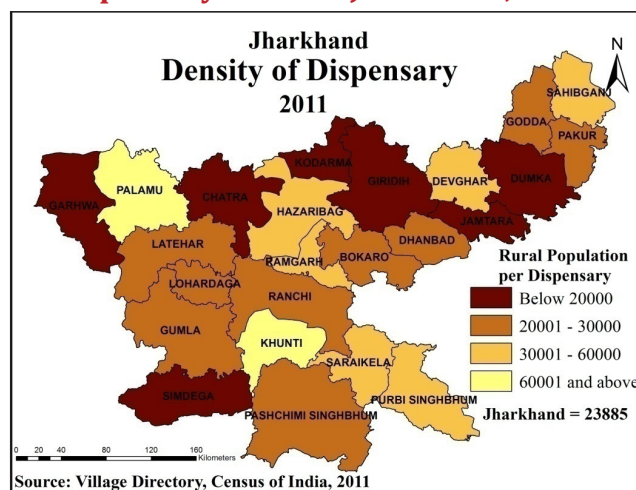 Jharkhand
Density of Dispensary
2011
N
SAHIBGANJ
GODDA
PAKUR
KODARMA
GARHWA
PALAMU
CHATRA
GIRIDIH
DEVGHAR
DUMKA
HAZARIBAG
JAMTARA
LATEHAR
RAMGARH
BOKARO
DHANBAD
LOHARDAGA
RANCHI
GUMLA
KHUNTI
SARAIKELA
SIMDEGA
PASHCHIMI SINGHBHUM
PURBI SINGHBHUM
Rural Population
per Dispensary
Below 20000
20001 - 30000
30001 - 60000
60001 and above
Jharkhand = 23885
0 20 40 80 120 160
Kilometers
Source: Village Directory, Census of India, 2011